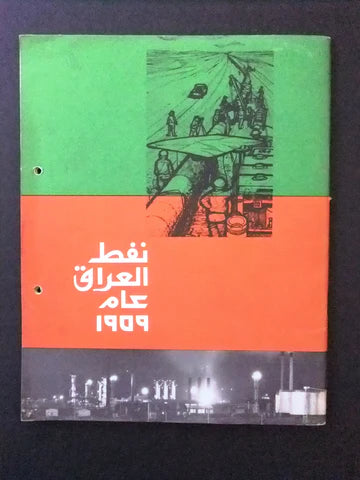 نفط
العراق
عام
١٩٥٩